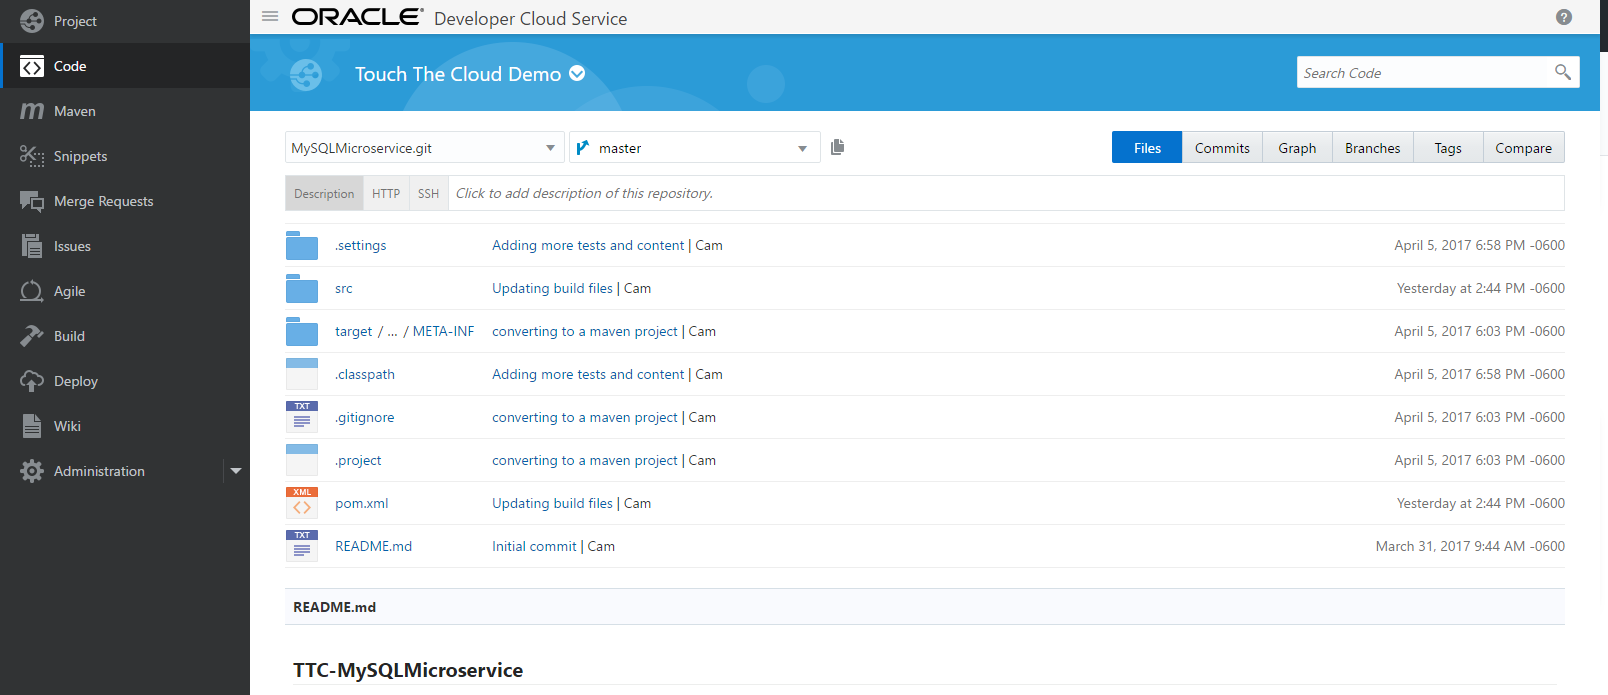 Project
Code
Maven
Snippets
Merge Requests
Issues
Agile
Build
Deploy
Wiki
Administration
ORACLE® Developer Cloud Service
?
Touch The Cloud Demo
Search Code
MySQLMicroservice.git master
Files Commits Graph Branches Tags Compare
Description HTTP SSH Click to add description of this repository.
.settings Adding more tests and content | Cam April 5, 2017 6:58 PM -0600
src Updating build files | Cam Yesterday at 2:44 PM -0600
target / ... / META-INF converting to a maven project | Cam April 5, 2017 6:03 PM -0600
.classpath Adding more tests and content | Cam April 5, 2017 6:58 PM -0600
TXT .gitignore converting to a maven project | Cam April 5, 2017 6:03 PM -0600
.project converting to a maven project | Cam April 5, 2017 6:03 PM -0600
XML pom.xml Updating build files | Cam Yesterday at 2:44 PM -0600
TXT README.md Initial commit | Cam March 31, 2017 9:44 AM -0600
README.md
TTC-MySQLMicroservice